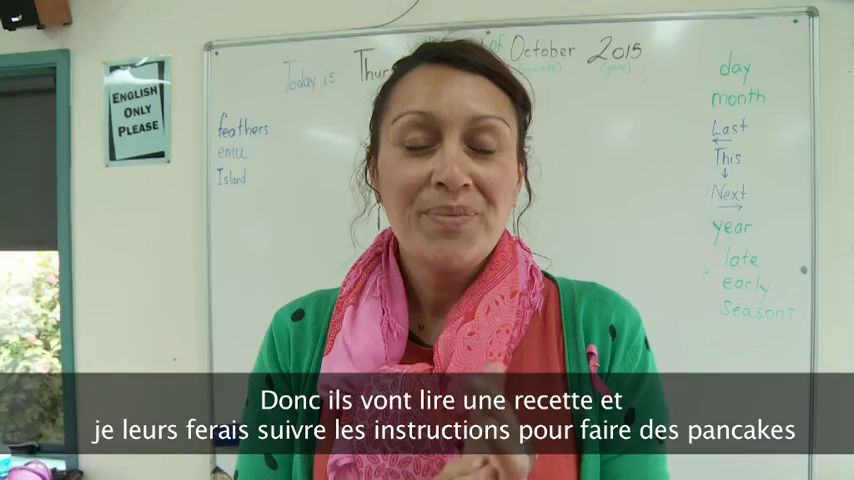 Today is Thur of October 2015
(month) (year)
ENGLISH
ONLY
PLEASE
feathers
emu
Island
day
month
Last
This
Next
year
late
early
seasons
Donc ils vont lire une recette et
je leurs ferais suivre les instructions pour faire des pancakes